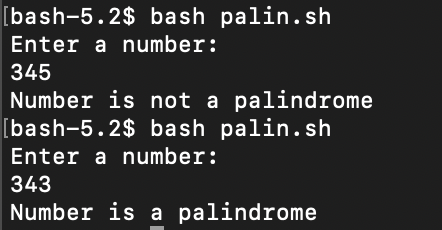 [bash-5.2$ bash palin.sh
Enter a number:
345
Number is not a palindrome
[bash-5.2$ bash palin.sh
Enter a number:
343
Number is a palindrome